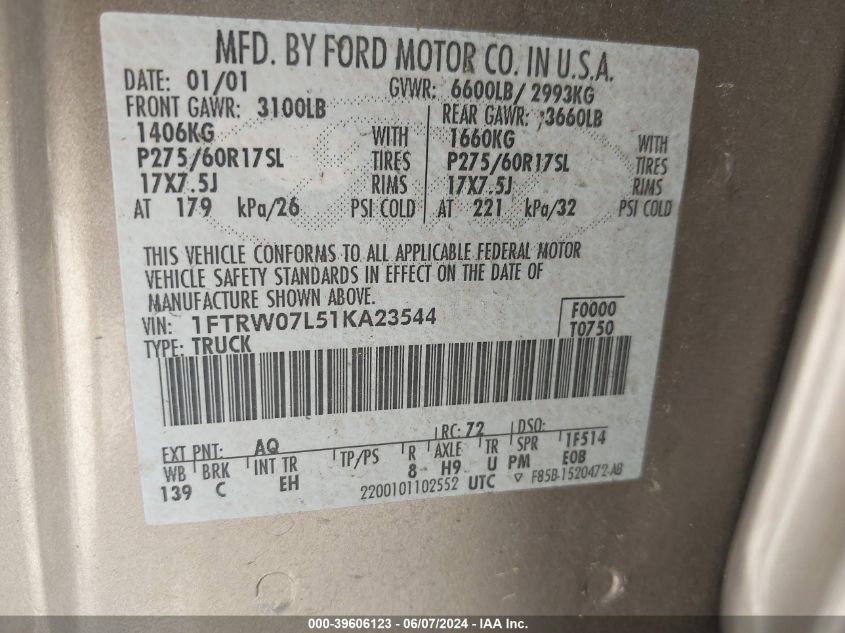 MFD. BY FORD MOTOR CO. IN U.S.A.
DATE: 01/01 GVWR: 6600LB/ 2993KG
FRONT GAWR: 3100LB REAR GAWR: 3660LB
1406KG WITH 1660KG WITH
P275/60R17SL TIRES P275/60R17SL TIRES
17X7.5J RIMS 17X7.5J RIMS
AT 179 kPa/26 PSI COLD AT 221 kPa/32 PSI COLD
THIS VEHICLE CONFORMS TO ALL APPLICABLE FEDERAL MOTOR
VEHICLE SAFETY STANDARDS IN EFFECT ON THE DATE OF
MANUFACTURE SHOWN ABOVE.
VIN: 1FTRW07L51KA23544 F0000
TYPE: TRUCK T0750
EXT PNT: AQ RC: 72 DSO:
WB BRK INT TR TP/PS R AXLE TR SPR 1F514
139 C EH 8 H9 U PM E0B
2200101102552 UTC ▽ F85B-1520472-AB
000-39606123 - 06/07/2024 - IAA Inc.